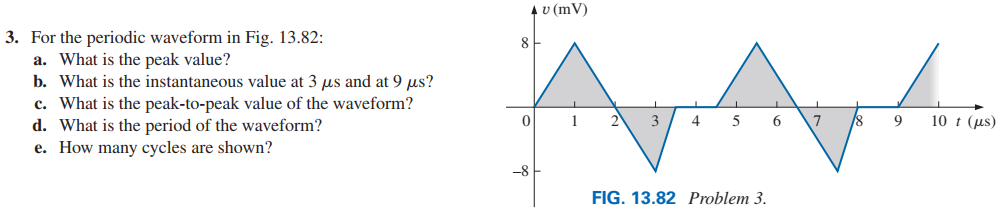 3. For the periodic waveform in Fig. 13.82:
a. What is the peak value?
b. What is the instantaneous value at 3 μs and at 9 μs?
c. What is the peak-to-peak value of the waveform?
d. What is the period of the waveform?
e. How many cycles are shown?
υ (mV)
8
0 1 2 3 4 5 6 7 8 9 10 t (μs)
–8
FIG. 13.82 Problem 3.